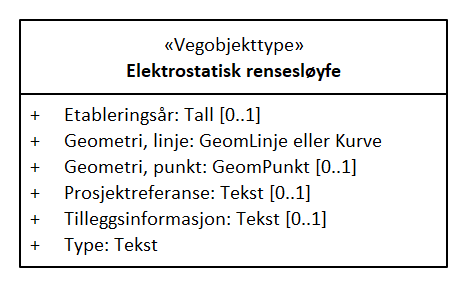 «Vegobjekttype»
Elektrostatisk rensesløyfe
+ Etableringsår: Tall [0..1]
+ Geometri, linje: GeomLinje eller Kurve
+ Geometri, punkt: GeomPunkt [0..1]
+ Prosjektreferanse: Tekst [0..1]
+ Tilleggsinformasjon: Tekst [0..1]
+ Type: Tekst